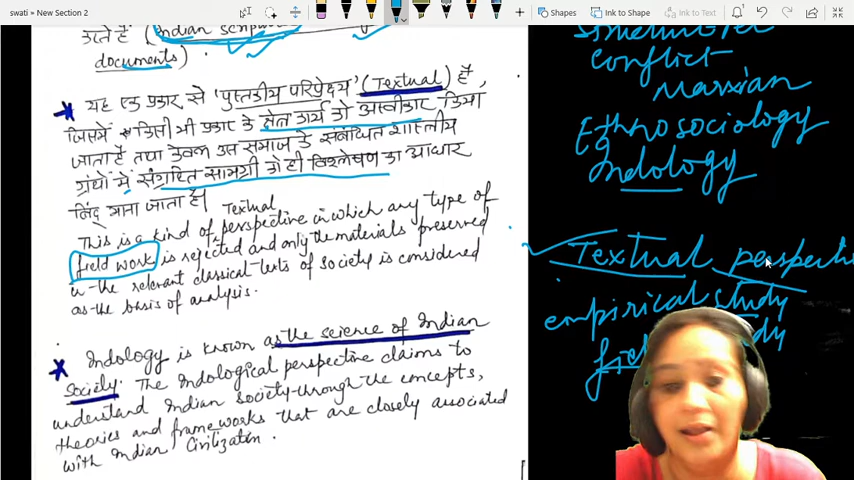 swati » New Section 2
Shapes
Ink to Shape
Ink to Text
Replay
करते हैं (Indian
documents).
यह एक प्रकार से 'पुस्तकीय परिप्रेक्ष्य' (Textual) है,
जिसमें किसी भी प्रकार के क्षेत्र कार्य को अस्वीकार किया
जाता है तथा केवल उस समाज के संबंधित शास्त्रीय
ग्रंथों में संग्रहित सामग्री को ही विश्लेषण का आधार
बिंदु माना जाता है।
Textual
This is a kind of perspective in which any type of
field work is rejected and only the materials preserved
in the relevant classical texts of society is considered
as the basis of analysis.
Indology is known as the science of Indian
Society. The Indological perspective claims to
understand Indian society through the concepts,
theories and frameworks that are closely associated
with Indian Civilization.
Conflict
Marxian
Ethnosociology
Indology
Textual
empirical study